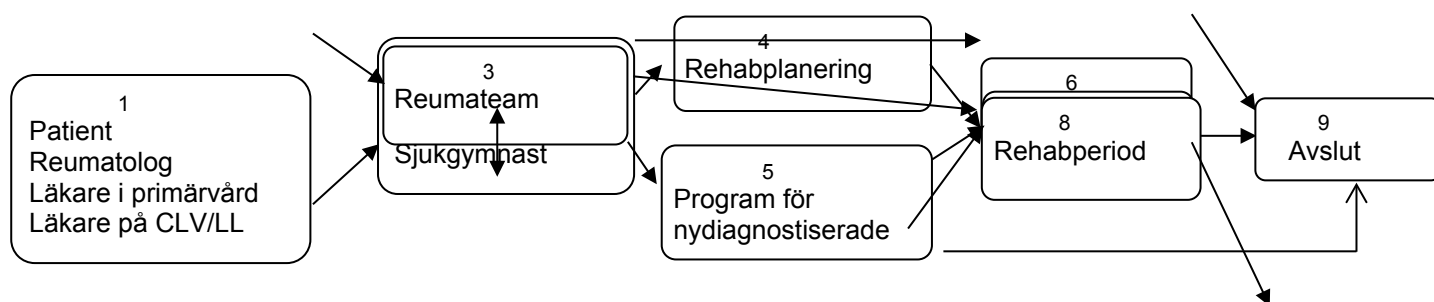 1
Patient
Reumatolog
Läkare i primärvård
Läkare på CLV/LL
3
Reumateam
Sjukgymnast
4
Rehabplanering
5
Program för
nydiagnostiserade
6
8
Rehabperiod
9
Avslut